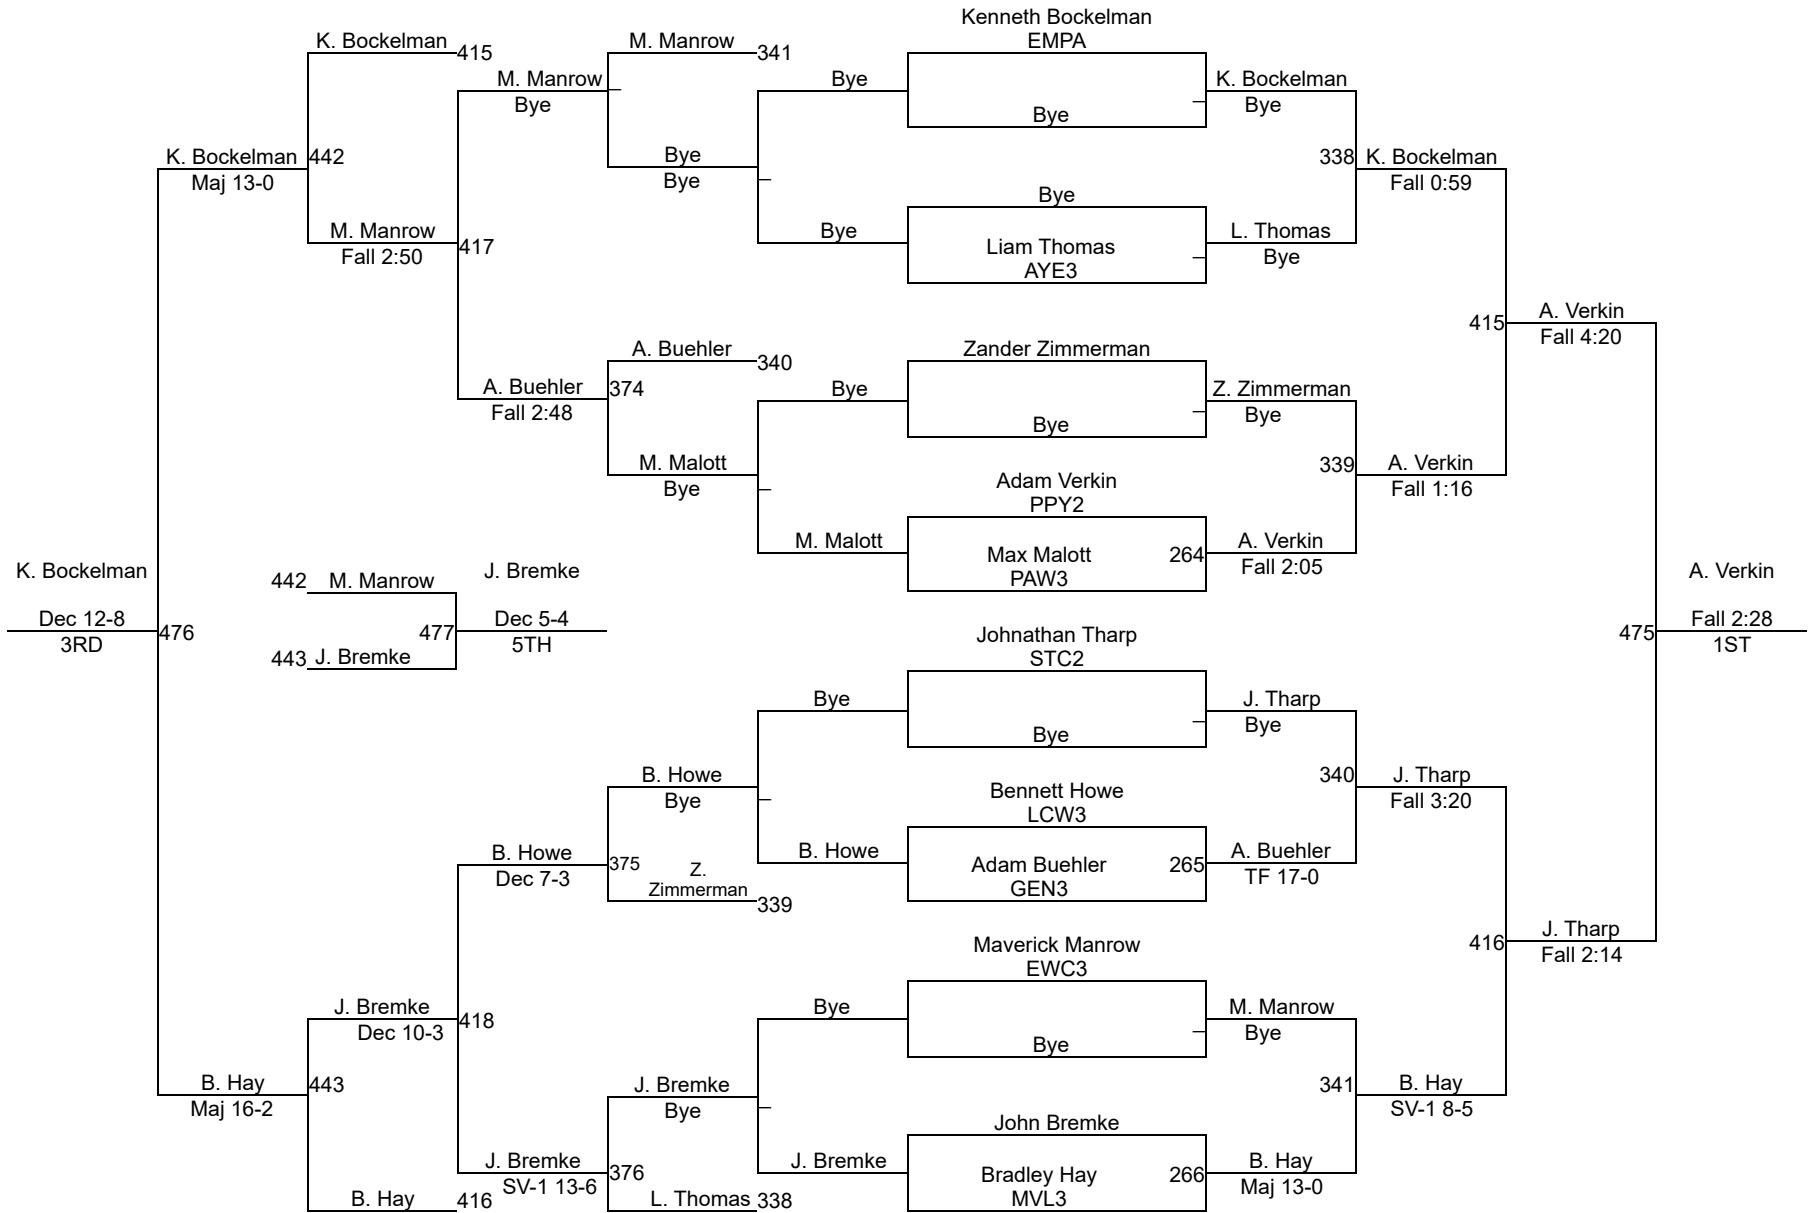 Kenneth Bockelman
EMPA
K. Bockelman
415
M. Manrow
341
M. Manrow
Bye
Bye
K. Bockelman
Bye
Bye
K. Bockelman
442
Maj 13-0
Bye
Bye
338
K. Bockelman
Fall 0:59
Bye
M. Manrow
Fall 2:50
417
Bye
Liam Thomas
AYE3
L. Thomas
Bye
415
A. Verkin
Fall 4:20
A. Buehler
340
Zander Zimmerman
A. Buehler
Fall 2:48
374
Bye
Bye
Z. Zimmerman
Bye
M. Malott
Bye
339
A. Verkin
Fall 1:16
Adam Verkin
PPY2
M. Malott
Max Malott
PAW3
264
A. Verkin
Fall 2:05
K. Bockelman
Dec 12-8
3RD
476
442
M. Manrow
443
J. Bremke
477
J. Bremke
Dec 5-4
5TH
475
A. Verkin
Fall 2:28
1ST
Johnathan Tharp
STC2
Bye
Bye
J. Tharp
Bye
B. Howe
Bye
340
J. Tharp
Fall 3:20
Bennett Howe
LCW3
B. Howe
Dec 7-3
375
Z.
Zimmerman
339
B. Howe
Adam Buehler
GEN3
265
A. Buehler
TF 17-0
416
J. Tharp
Fall 2:14
Maverick Manrow
EWC3
J. Bremke
Dec 10-3
418
Bye
Bye
M. Manrow
Bye
B. Hay
Maj 16-2
443
J. Bremke
Bye
341
B. Hay
SV-1 8-5
John Bremke
J. Bremke
SV-1 13-6
376
J. Bremke
Bradley Hay
MVL3
266
B. Hay
Maj 13-0
B. Hay
416
L. Thomas
338